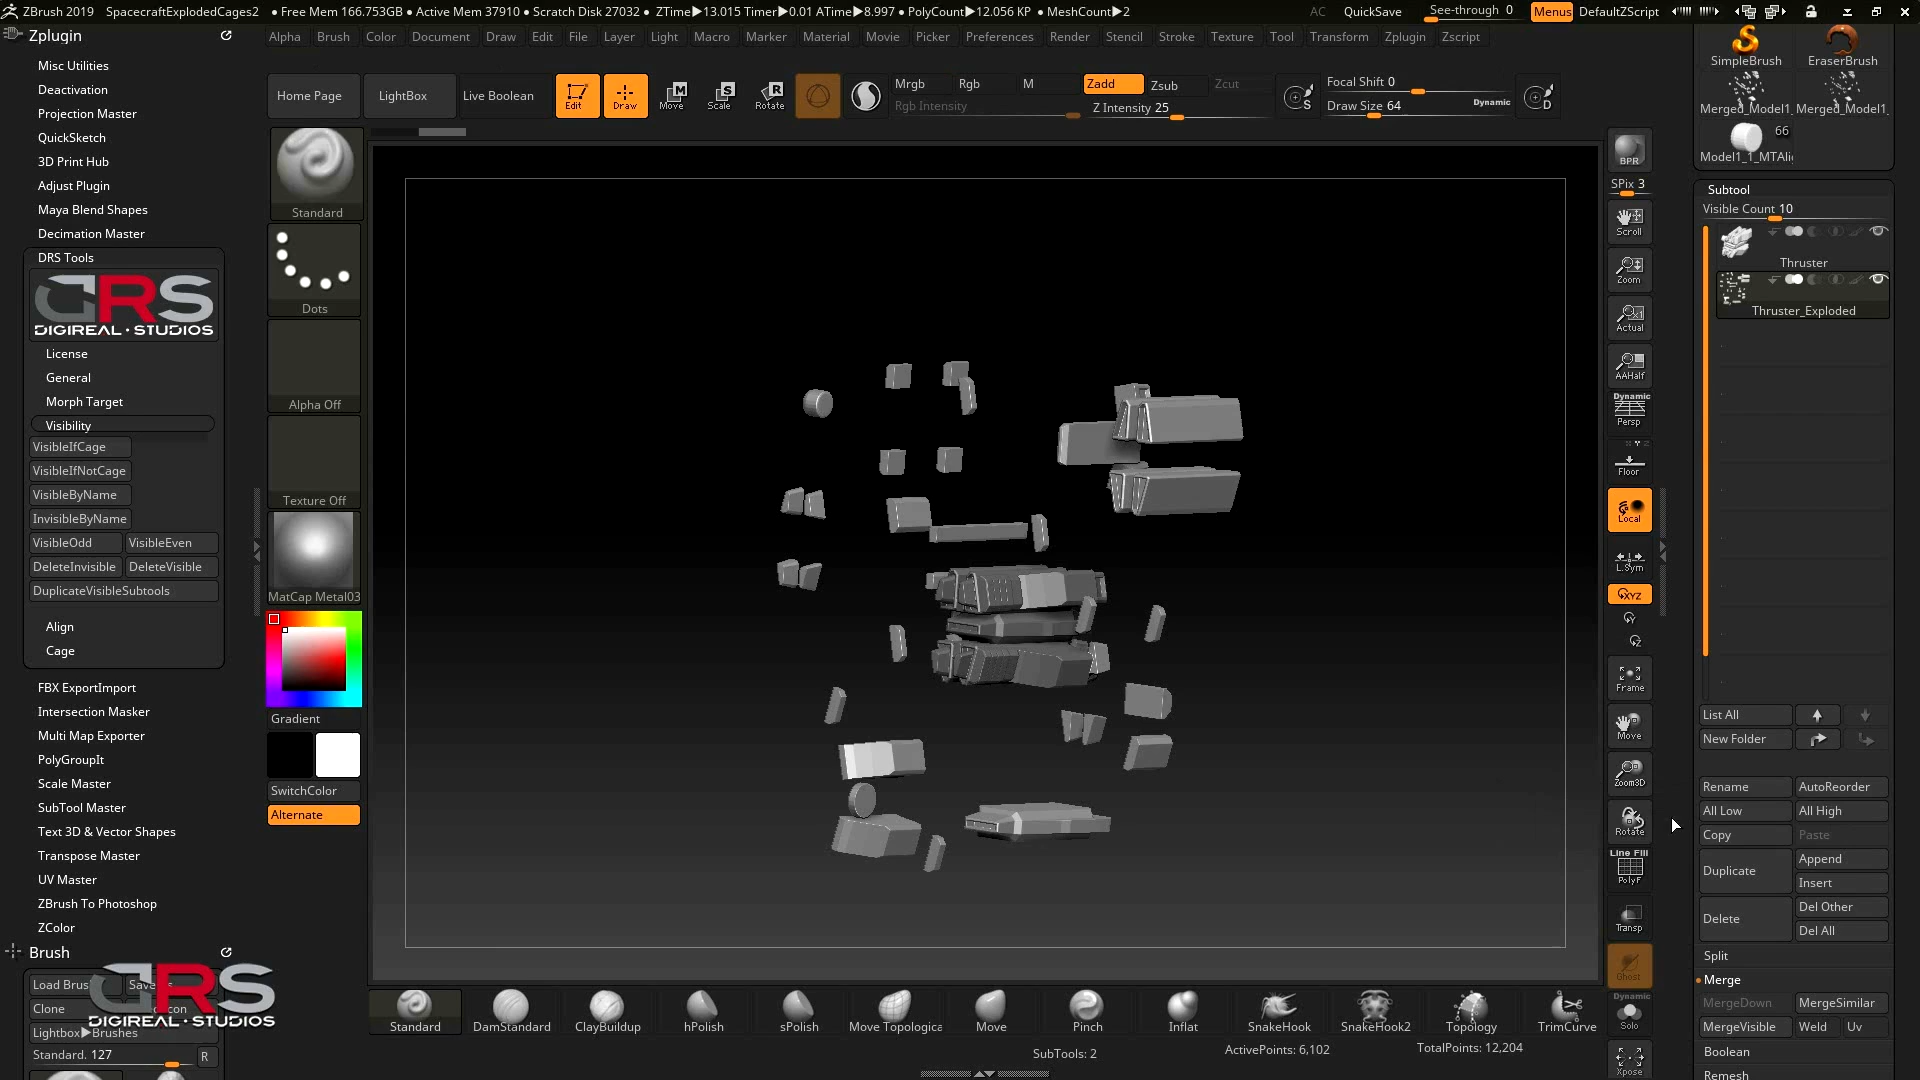 ZBrush 2019 SpacecraftExplodedCages2 • Free Mem 166.753GB • Active Mem 37910 • Scratch Disk 27032 • ZTime▶13.015 Timer▶0.01 ATime▶8.997 • PolyCount▶12.056 KP • MeshCount▶2 AC QuickSave See-through 0 Menus DefaultZScript
Zplugin
Alpha Brush Color Document Draw Edit File Layer Light Macro Marker Material Movie Picker Preferences Render Stencil Stroke Texture Tool Transform Zplugin Zscript
Misc Utilities
Deactivation
Projection Master
QuickSketch
3D Print Hub
Adjust Plugin
Maya Blend Shapes
Decimation Master
DRS Tools
DRS
DIGIREAL·STUDIOS
License
General
Morph Target
Visibility
VisibleIfCage
VisibleIfNotCage
VisibleByName
InvisibleByName
VisibleOdd VisibleEven
DeleteInvisible DeleteVisible
DuplicateVisibleSubtools
Align
Cage
FBX ExportImport
Intersection Masker
Multi Map Exporter
PolyGroupIt
Scale Master
SubTool Master
Text 3D & Vector Shapes
Transpose Master
UV Master
ZBrush To Photoshop
ZColor
Brush
Load Brus
Clone
DRS
DIGIREAL·STUDIOS
Lightbox▶Brushes
Standard. 127 R
Home Page LightBox Live Boolean Edit Draw Move Scale Rotate
Mrgb Rgb M Zadd Zsub Zcut
Rgb Intensity Z Intensity 25
S
Focal Shift 0
Draw Size 64 Dynamic
D
Standard
Dots
Alpha Off
Texture Off
MatCap Metal03
Gradient
SwitchColor
Alternate
BPR
SPix 3
Scroll
Zoom
Actual
AAHalf
Dynamic
Persp
Floor
Local
L.Sym
XYZ
Y
Z
Frame
Move
Zoom3D
Rotate
Line Fill
PolyF
Transp
Ghost
Dynamic
Solo
Xpose
SimpleBrush EraserBrush
Merged_Model1 Merged_Model1_
66
Model1_1_MTAli
Subtool
Visible Count 10
Thruster
Thruster_Exploded
List All
New Folder
Rename AutoReorder
All Low All High
Copy Paste
Duplicate Append
Insert
Delete Del Other
Del All
Split
Merge
MergeDown MergeSimilar
MergeVisible Weld Uv
Boolean
Remesh
Standard DamStandard ClayBuildup hPolish sPolish Move Topologica Move Pinch Inflat SnakeHook SnakeHook2 Topology TrimCurve
SubTools: 2 ActivePoints: 6,102 TotalPoints: 12,204